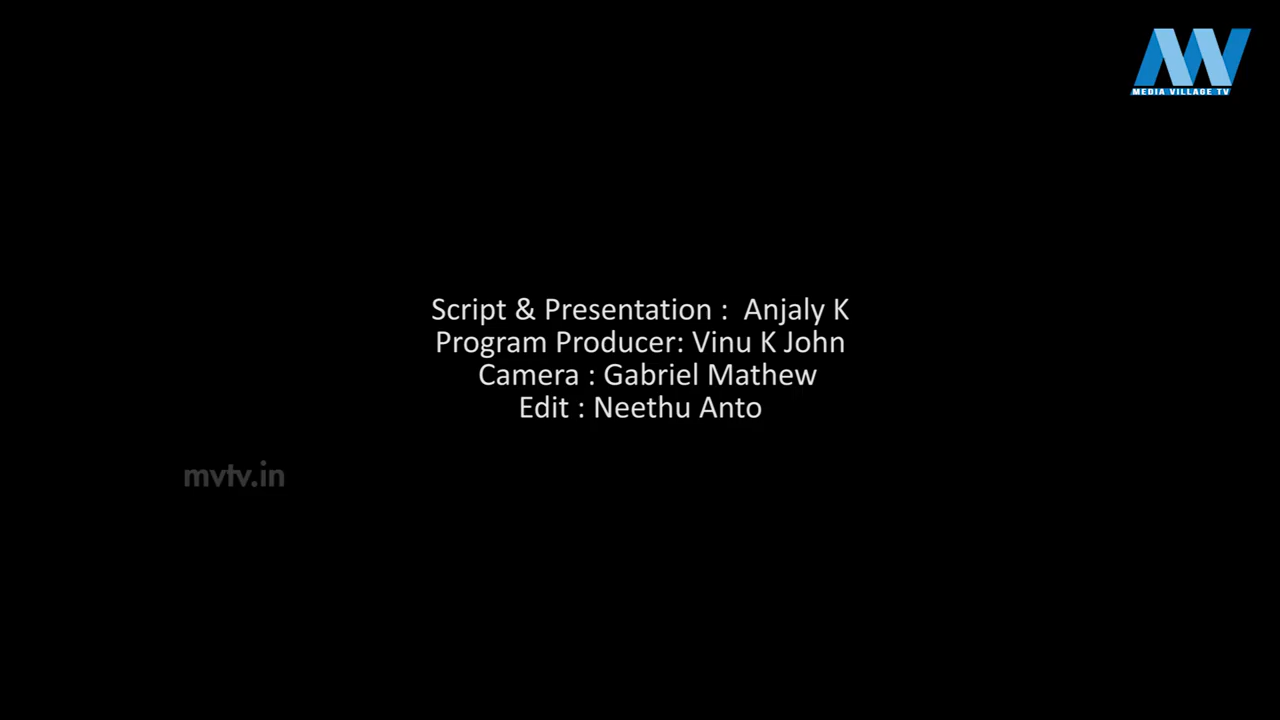 MEDIA VILLAGE TV
Script & Presentation :  Anjaly K
Program Producer: Vinu K John
Camera : Gabriel Mathew
Edit : Neethu Anto
mvtv.in